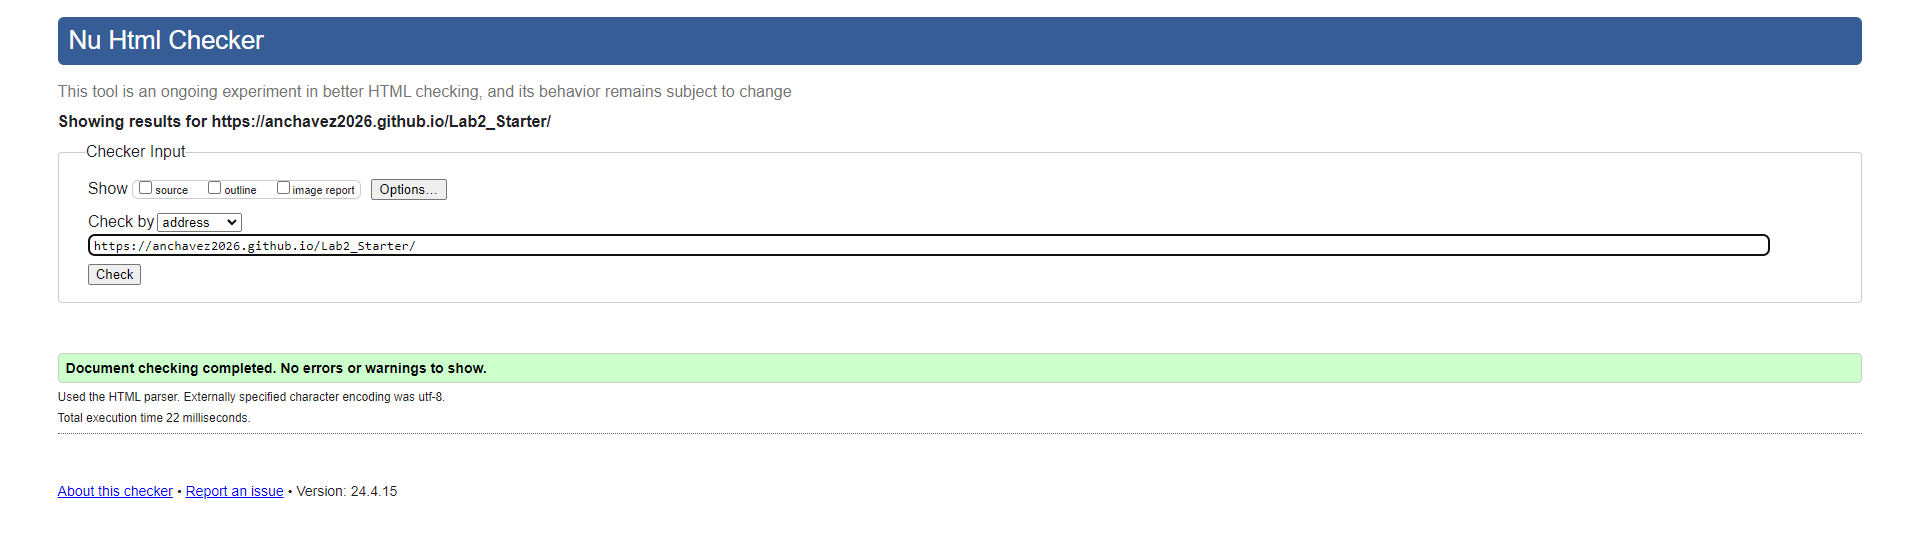 Nu Html Checker
This tool is an ongoing experiment in better HTML checking, and its behavior remains subject to change
Showing results for https://anchavez2026.github.io/Lab2_Starter/
Checker Input
Show source outline image report Options...
Check by address
https://anchavez2026.github.io/Lab2_Starter/
Check
Document checking completed. No errors or warnings to show.
Used the HTML parser. Externally specified character encoding was utf-8.
Total execution time 22 milliseconds.
About this checker • Report an issue • Version: 24.4.15